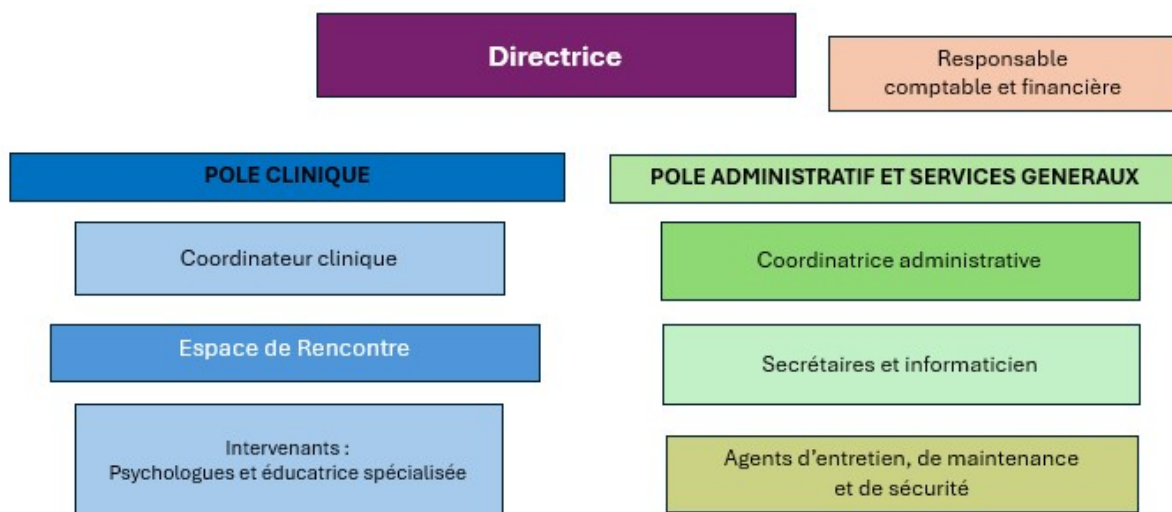 Directrice
Responsable
comptable et financière
POLE CLINIQUE
Coordinateur clinique
Espace de Rencontre
Intervenants :
Psychologues et éducatrice spécialisée
POLE ADMINISTRATIF ET SERVICES GENERAUX
Coordinatrice administrative
Secrétaires et informaticien
Agents d'entretien, de maintenance
et de sécurité